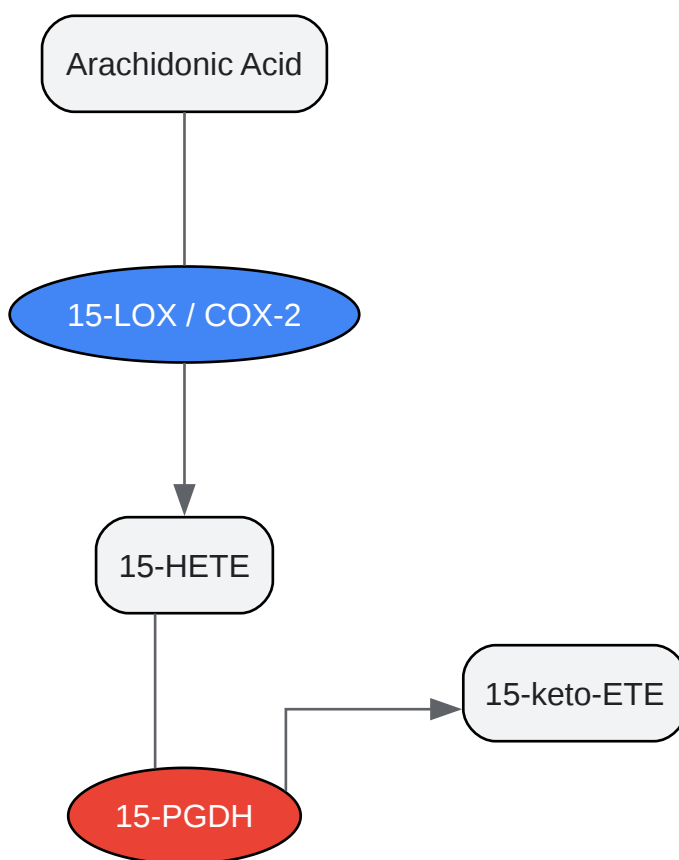 Arachidonic Acid
15-LOX / COX-2
15-HETE
15-keto-ETE
15-PGDH